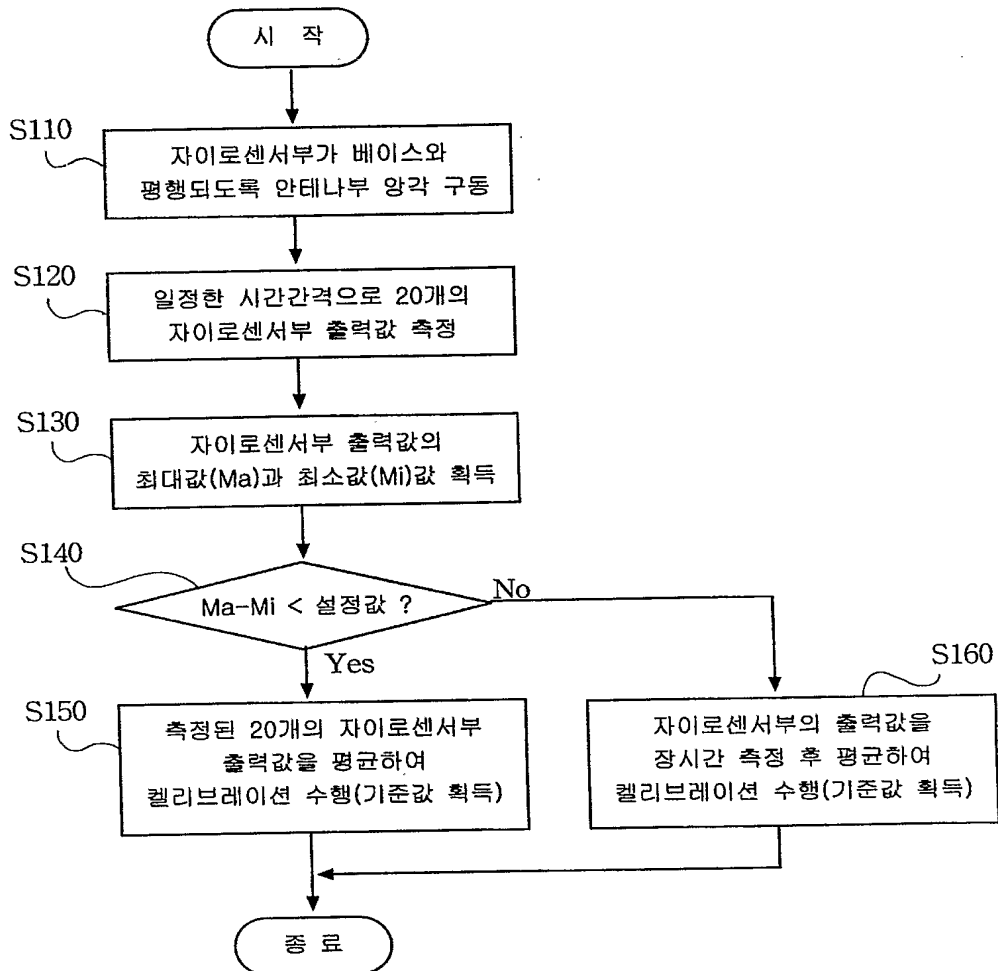 시 작
S110
자이로센서부가 베이스와
평행되도록 안테나부 앙각 구동
S120
일정한 시간간격으로 20개의
자이로센서부 출력값 측정
S130
자이로센서부 출력값의
최대값(Ma)과 최소값(Mi)값 획득
S140
Ma-Mi < 설정값 ?
No
Yes
S150
측정된 20개의 자이로센서부
출력값을 평균하여
켈리브레이션 수행(기준값 획득)
S160
자이로센서부의 출력값을
장시간 측정 후 평균하여
켈리브레이션 수행(기준값 획득)
종 료